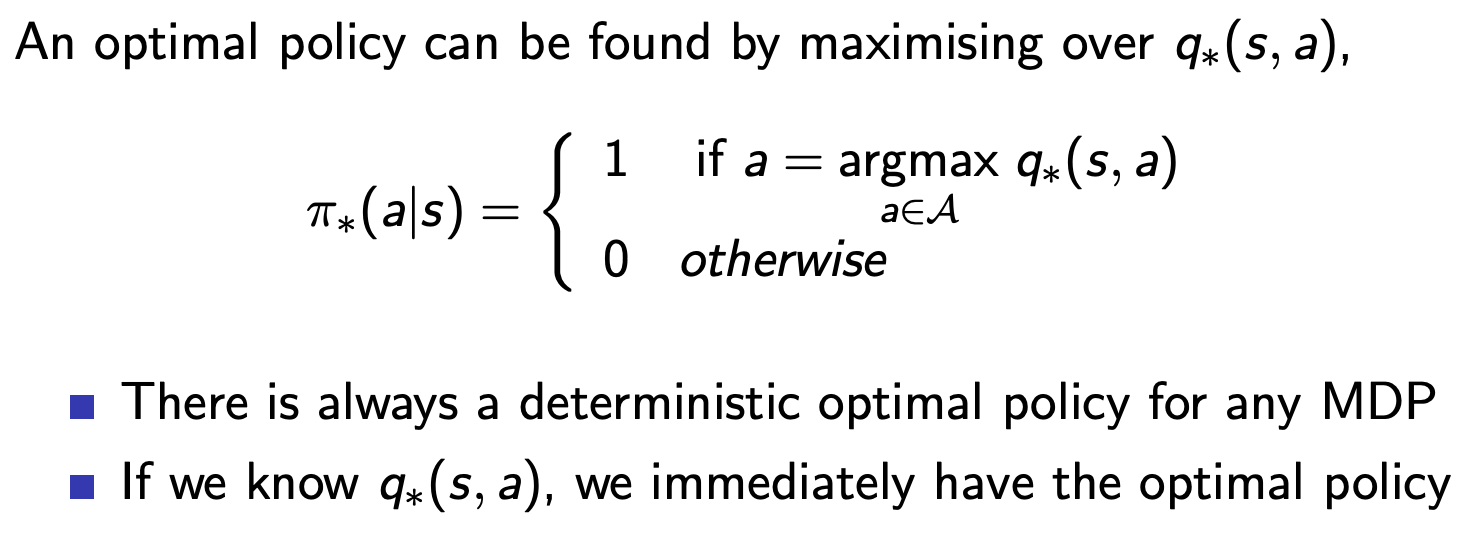 An optimal policy can be found by maximising over q∗(s, a),
π∗(a|s) = { 1 if a = argmax q∗(s, a)
a∈𝒜
0 otherwise
There is always a deterministic optimal policy for any MDP
If we know q∗(s, a), we immediately have the optimal policy